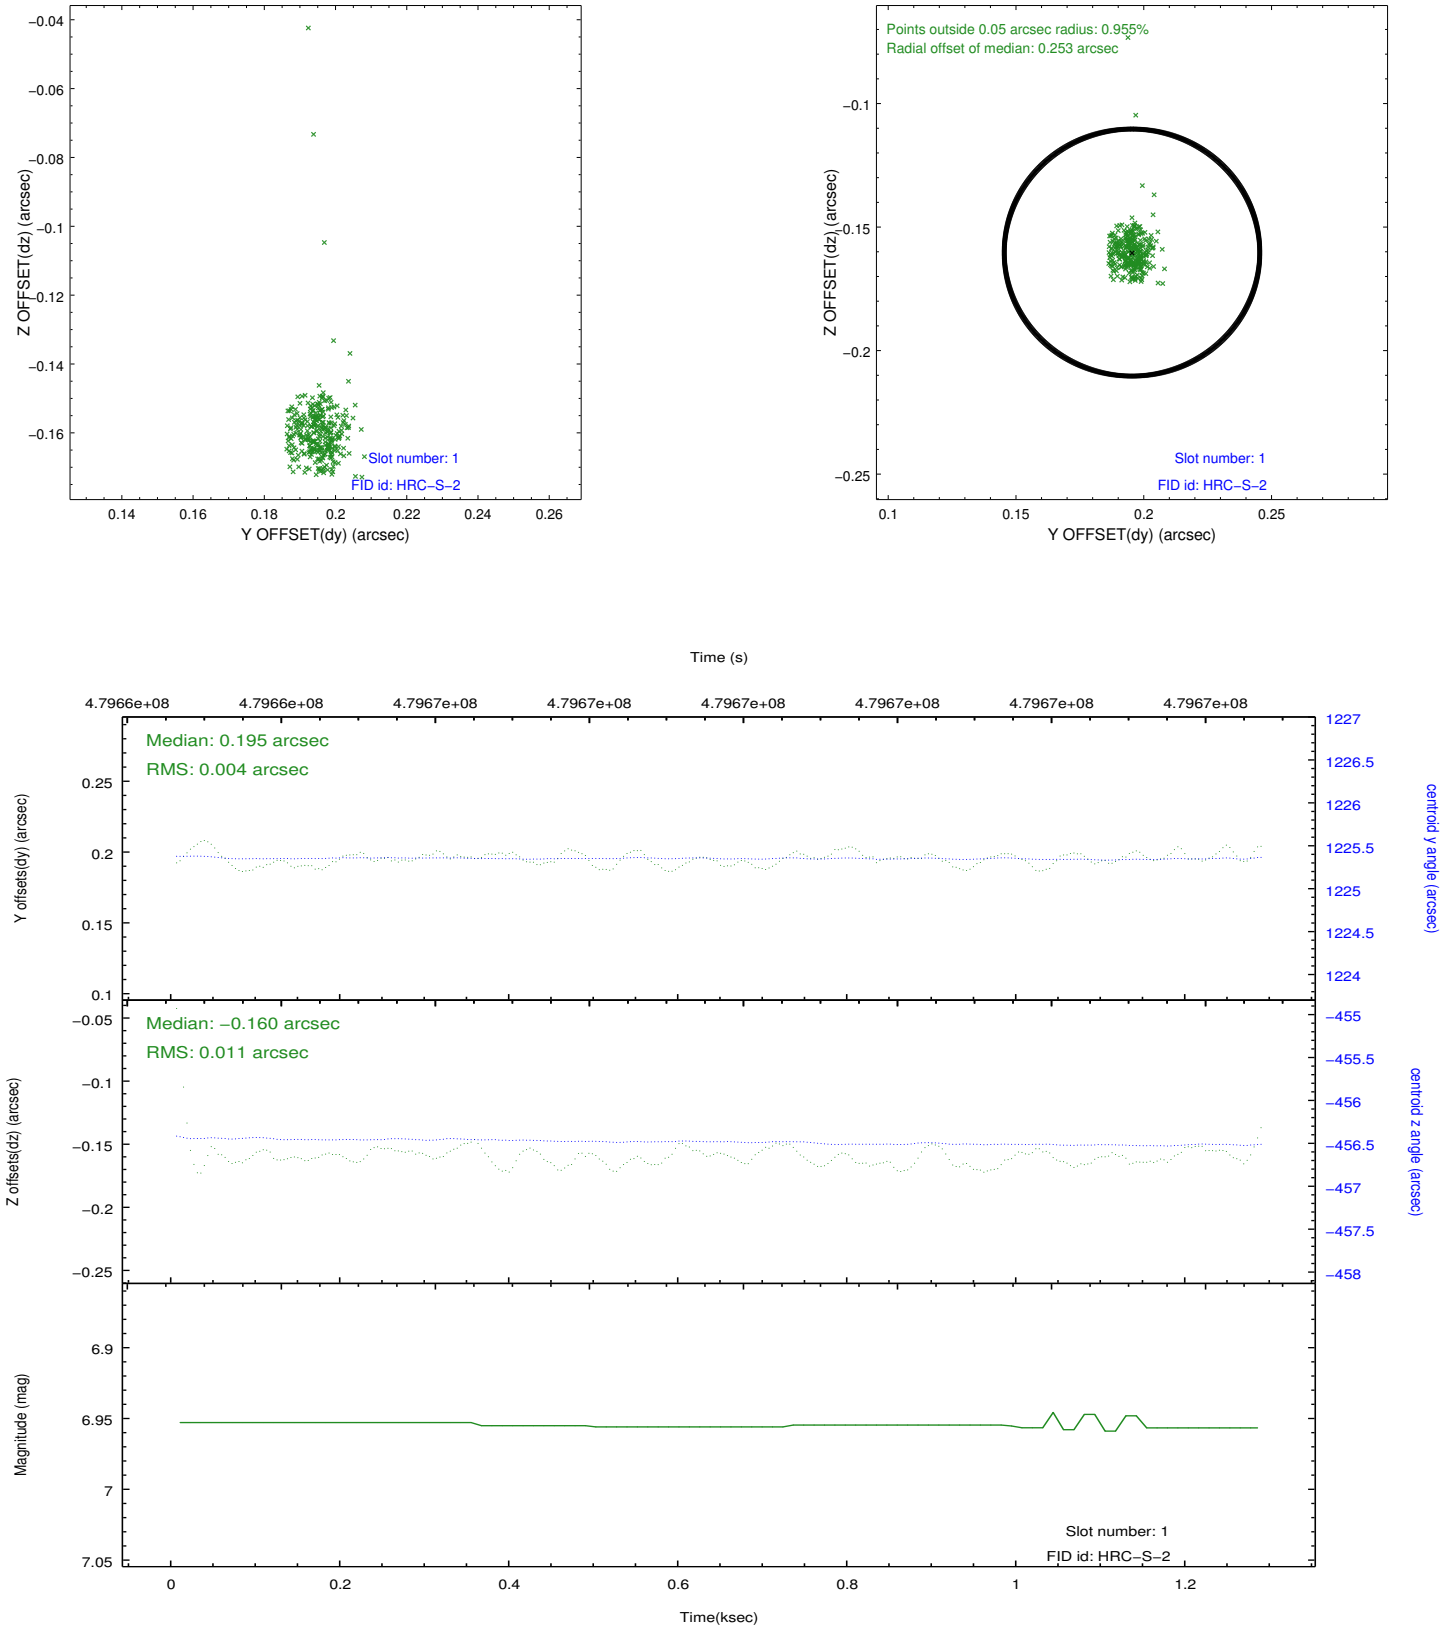 −0.04
−0.06
−0.08
−0.1
−0.12
−0.14
−0.16
Z OFFSET(dz) (arcsec)
0.14 0.16 0.18 0.2 0.22 0.24 0.26
Y OFFSET(dy) (arcsec)
Slot number: 1
FID id: HRC−S−2
Points outside 0.05 arcsec radius: 0.955%
Radial offset of median: 0.253 arcsec
−0.1
−0.15
−0.2
−0.25
Z OFFSET(dz) (arcsec)
0.1 0.15 0.2 0.25
Y OFFSET(dy) (arcsec)
Slot number: 1
FID id: HRC−S−2
Time (s)
4.7966e+08 4.7966e+08 4.7967e+08 4.7967e+08 4.7967e+08 4.7967e+08 4.7967e+08 4.7967e+08
Median: 0.195 arcsec
RMS: 0.004 arcsec
0.25
0.2
0.15
0.1
Y offsets(dy) (arcsec)
1227
1226.5
1226
1225.5
1225
1224.5
1224
centroid y angle (arcsec)
Median: −0.160 arcsec
RMS: 0.011 arcsec
−0.05
−0.1
−0.15
−0.2
−0.25
Z offsets(dz) (arcsec)
−455
−455.5
−456
−456.5
−457
−457.5
−458
centroid z angle (arcsec)
6.9
6.95
7
7.05
Magnitude (mag)
Slot number: 1
FID id: HRC−S−2
0 0.2 0.4 0.6 0.8 1 1.2
Time(ksec)